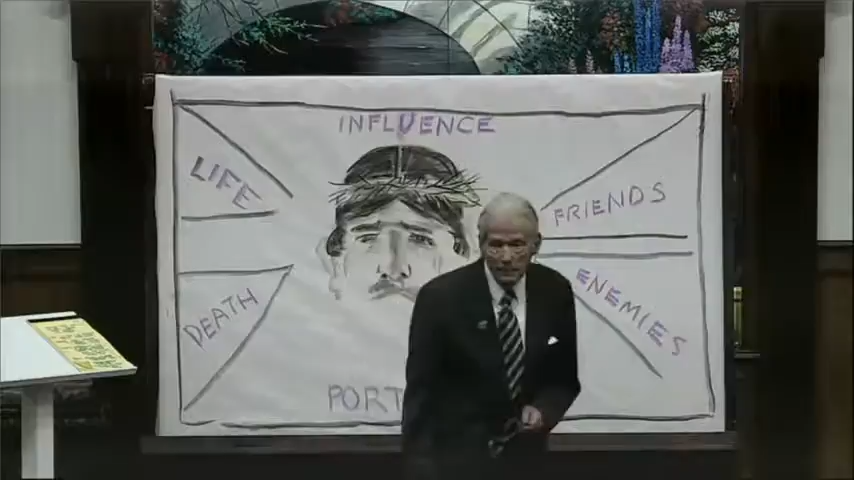 INFLUENCE
LIFE
FRIENDS
DEATH
ENEMIES